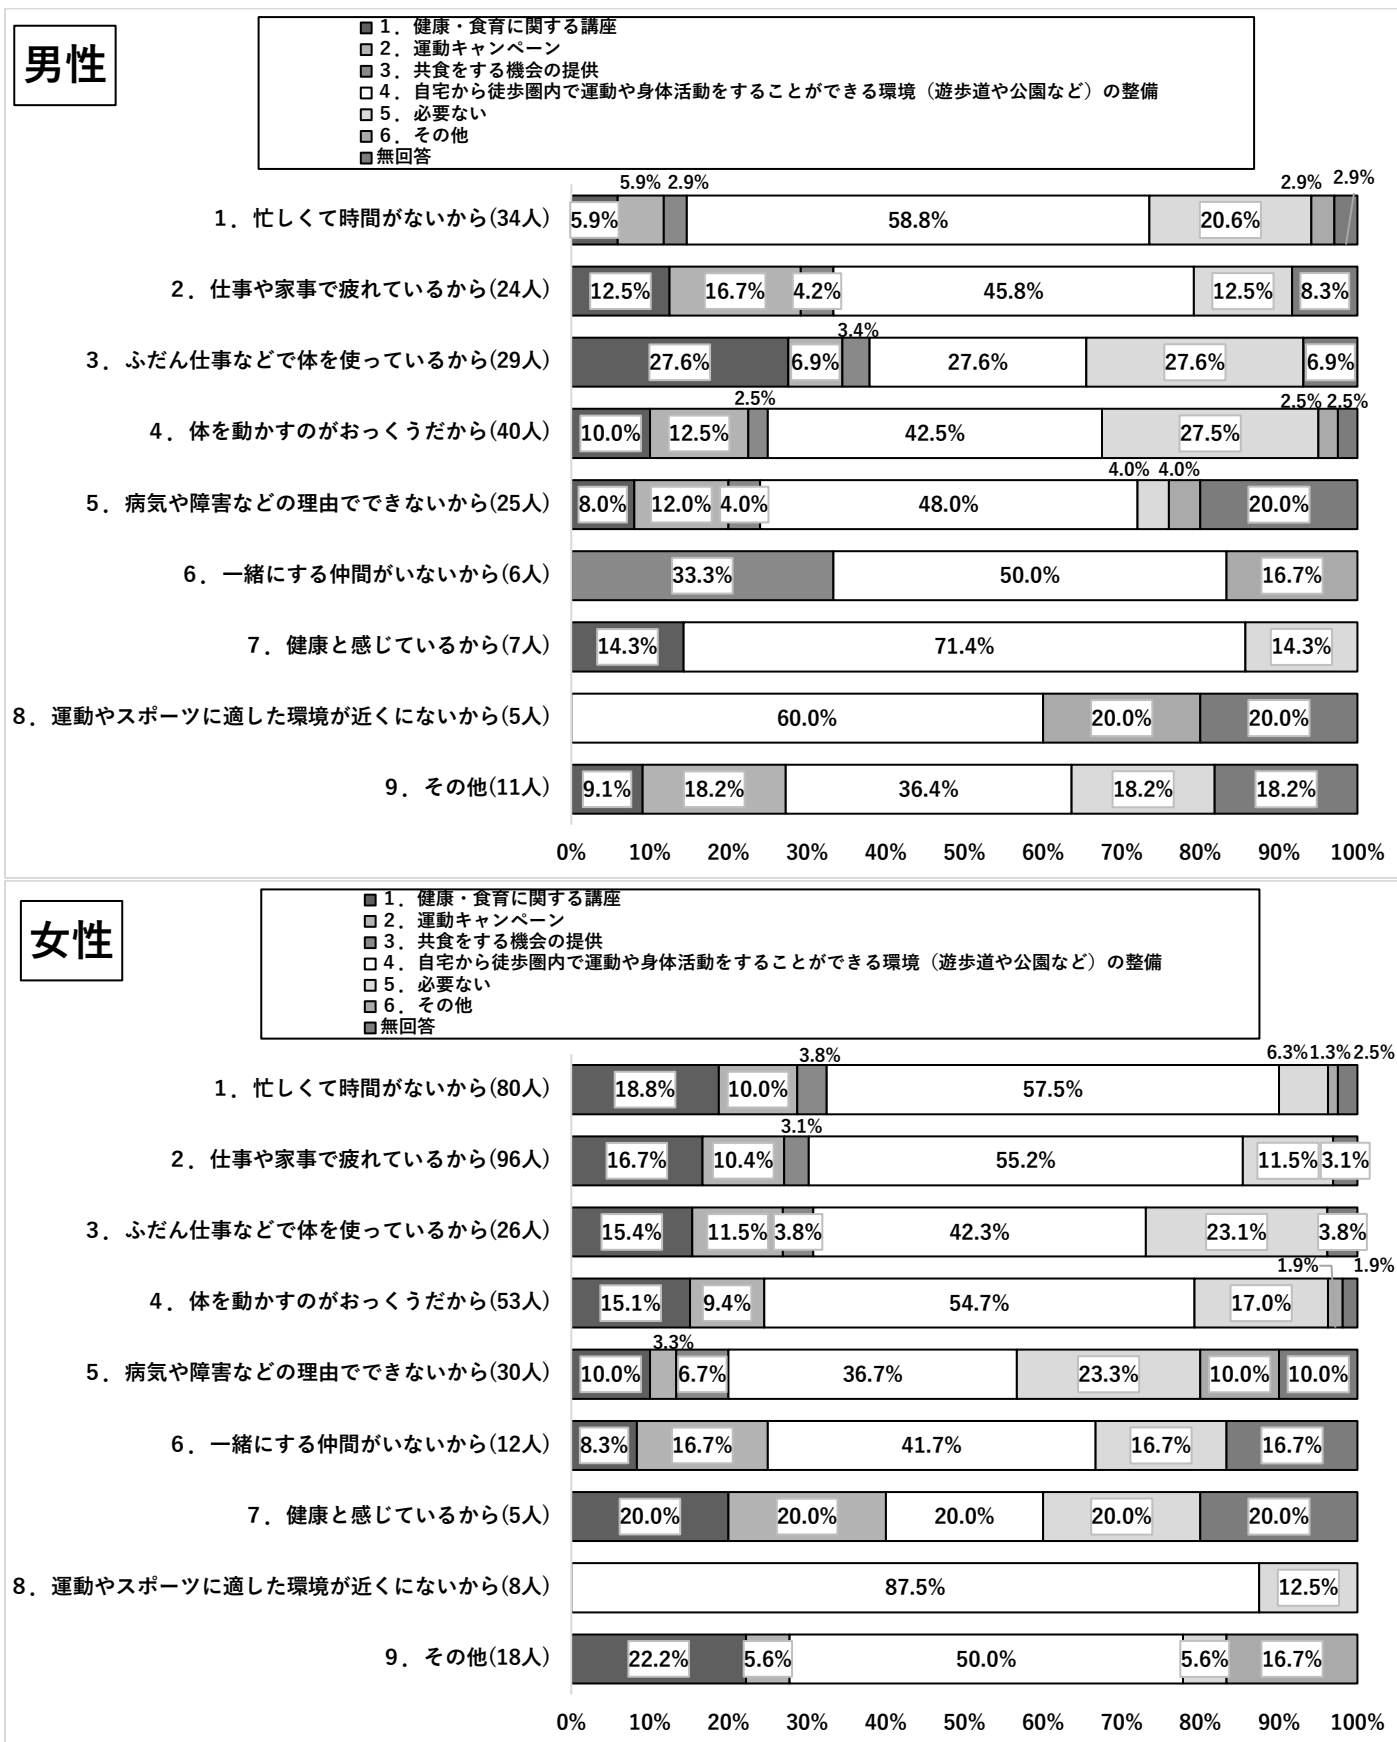 男性
1．健康・食育に関する講座
2．運動キャンペーン
3．共食をする機会の提供
4．自宅から徒歩圏内で運動や身体活動をすることができる環境（遊歩道や公園など）の整備
5．必要ない
6．その他
無回答
5.9% 2.9% 2.9% 2.9%
1．忙しくて時間がないから(34人) 5.9% 58.8% 20.6%
2．仕事や家事で疲れているから(24人) 12.5% 16.7% 4.2% 45.8% 12.5% 8.3%
3.4%
3．ふだん仕事などで体を使っているから(29人) 27.6% 6.9% 27.6% 27.6% 6.9%
2.5% 2.5% 2.5%
4．体を動かすのがおっくうだから(40人) 10.0% 12.5% 42.5% 27.5%
4.0% 4.0%
5．病気や障害などの理由でできないから(25人) 8.0% 12.0% 4.0% 48.0% 20.0%
6．一緒にする仲間がいないから(6人) 33.3% 50.0% 16.7%
7．健康と感じているから(7人) 14.3% 71.4% 14.3%
8．運動やスポーツに適した環境が近くにないから(5人) 60.0% 20.0% 20.0%
9．その他(11人) 9.1% 18.2% 36.4% 18.2% 18.2%
0% 10% 20% 30% 40% 50% 60% 70% 80% 90% 100%
女性
1．健康・食育に関する講座
2．運動キャンペーン
3．共食をする機会の提供
4．自宅から徒歩圏内で運動や身体活動をすることができる環境（遊歩道や公園など）の整備
5．必要ない
6．その他
無回答
3.8% 6.3% 1.3% 2.5%
1．忙しくて時間がないから(80人) 18.8% 10.0% 57.5%
3.1%
2．仕事や家事で疲れているから(96人) 16.7% 10.4% 55.2% 11.5% 3.1%
3．ふだん仕事などで体を使っているから(26人) 15.4% 11.5% 3.8% 42.3% 23.1% 3.8%
1.9% 1.9%
4．体を動かすのがおっくうだから(53人) 15.1% 9.4% 54.7% 17.0%
3.3%
5．病気や障害などの理由でできないから(30人) 10.0% 6.7% 36.7% 23.3% 10.0% 10.0%
6．一緒にする仲間がいないから(12人) 8.3% 16.7% 41.7% 16.7% 16.7%
7．健康と感じているから(5人) 20.0% 20.0% 20.0% 20.0% 20.0%
8．運動やスポーツに適した環境が近くにないから(8人) 87.5% 12.5%
9．その他(18人) 22.2% 5.6% 50.0% 5.6% 16.7%
0% 10% 20% 30% 40% 50% 60% 70% 80% 90% 100%